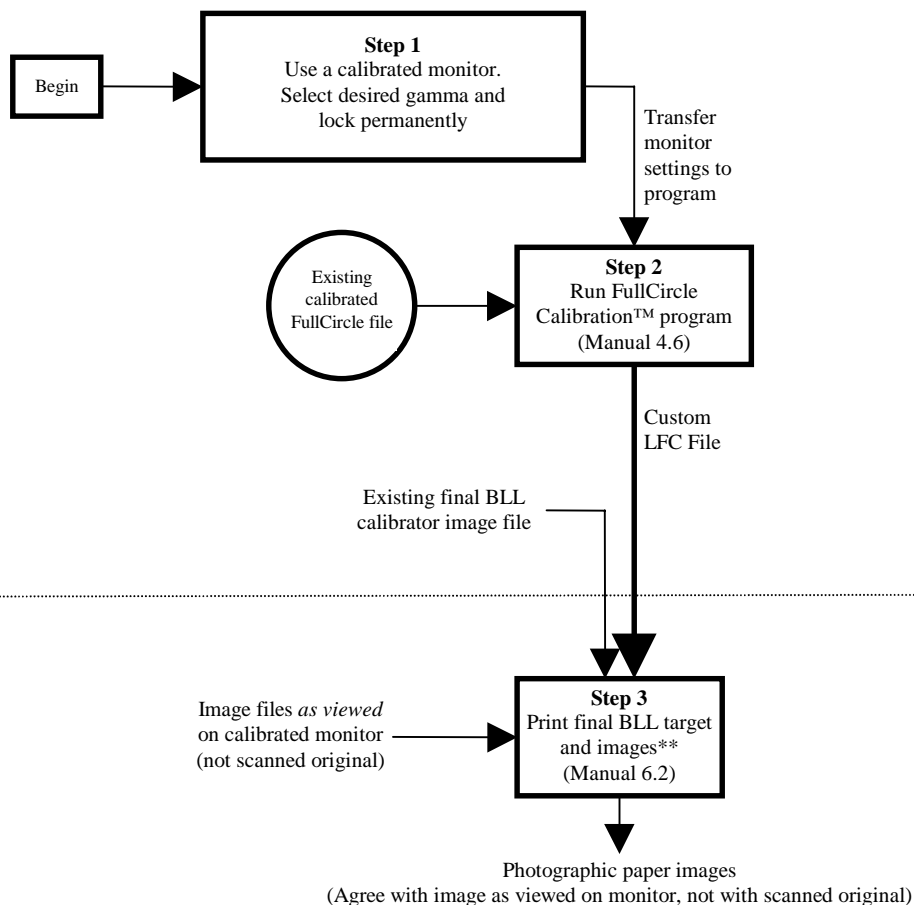 Begin
Step 1
Use a calibrated monitor.
Select desired gamma and
lock permanently
Transfer
monitor
settings to
program
Existing
calibrated
FullCircle file
Step 2
Run FullCircle
Calibration™ program
(Manual 4.6)
Custom
LFC File
Existing final BLL
calibrator image file
Image files as viewed
on calibrated monitor
(not scanned original)
Step 3
Print final BLL target
and images**
(Manual 6.2)
Photographic paper images
(Agree with image as viewed on monitor, not with scanned original)